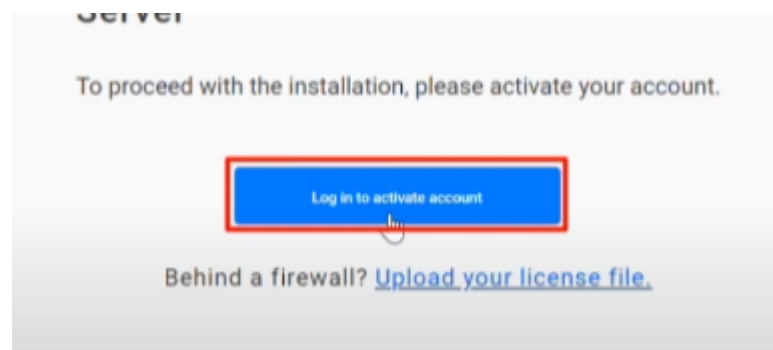 Server
To proceed with the installation, please activate your account.
Log in to activate account
Behind a firewall? Upload your license file.